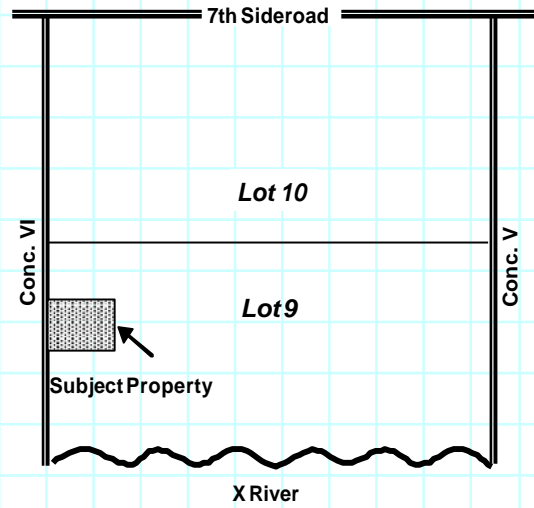 7th Sideroad
Lot 10
Conc. VI
Conc. V
Lot 9
Subject Property
X River